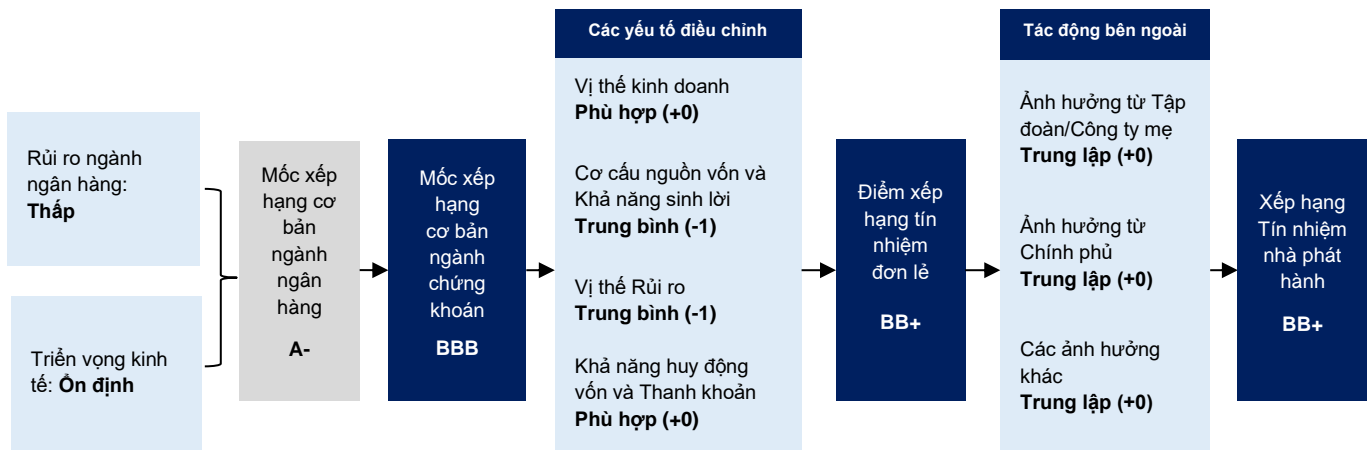 Rủi ro ngành
ngân hàng:
Thấp
Triển vọng kinh
tế: Ổn định
Mốc xếp
hạng cơ
bản
ngành
ngân
hàng
A-
Mốc xếp
hạng
cơ bản
ngành
chứng
khoán
BBB
Các yếu tố điều chỉnh
Vị thế kinh doanh
Phù hợp (+0)
Cơ cấu nguồn vốn và
Khả năng sinh lời
Trung bình (-1)
Vị thế Rủi ro
Trung bình (-1)
Khả năng huy động
vốn và Thanh khoản
Phù hợp (+0)
Điểm xếp
hạng tín
nhiệm
đơn lẻ
BB+
Tác động bên ngoài
Ảnh hưởng từ Tập
đoàn/Công ty mẹ
Trung lập (+0)
Ảnh hưởng từ
Chính phủ
Trung lập (+0)
Các ảnh hưởng
khác
Trung lập (+0)
Xếp hạng
Tín nhiệm
nhà phát
hành
BB+